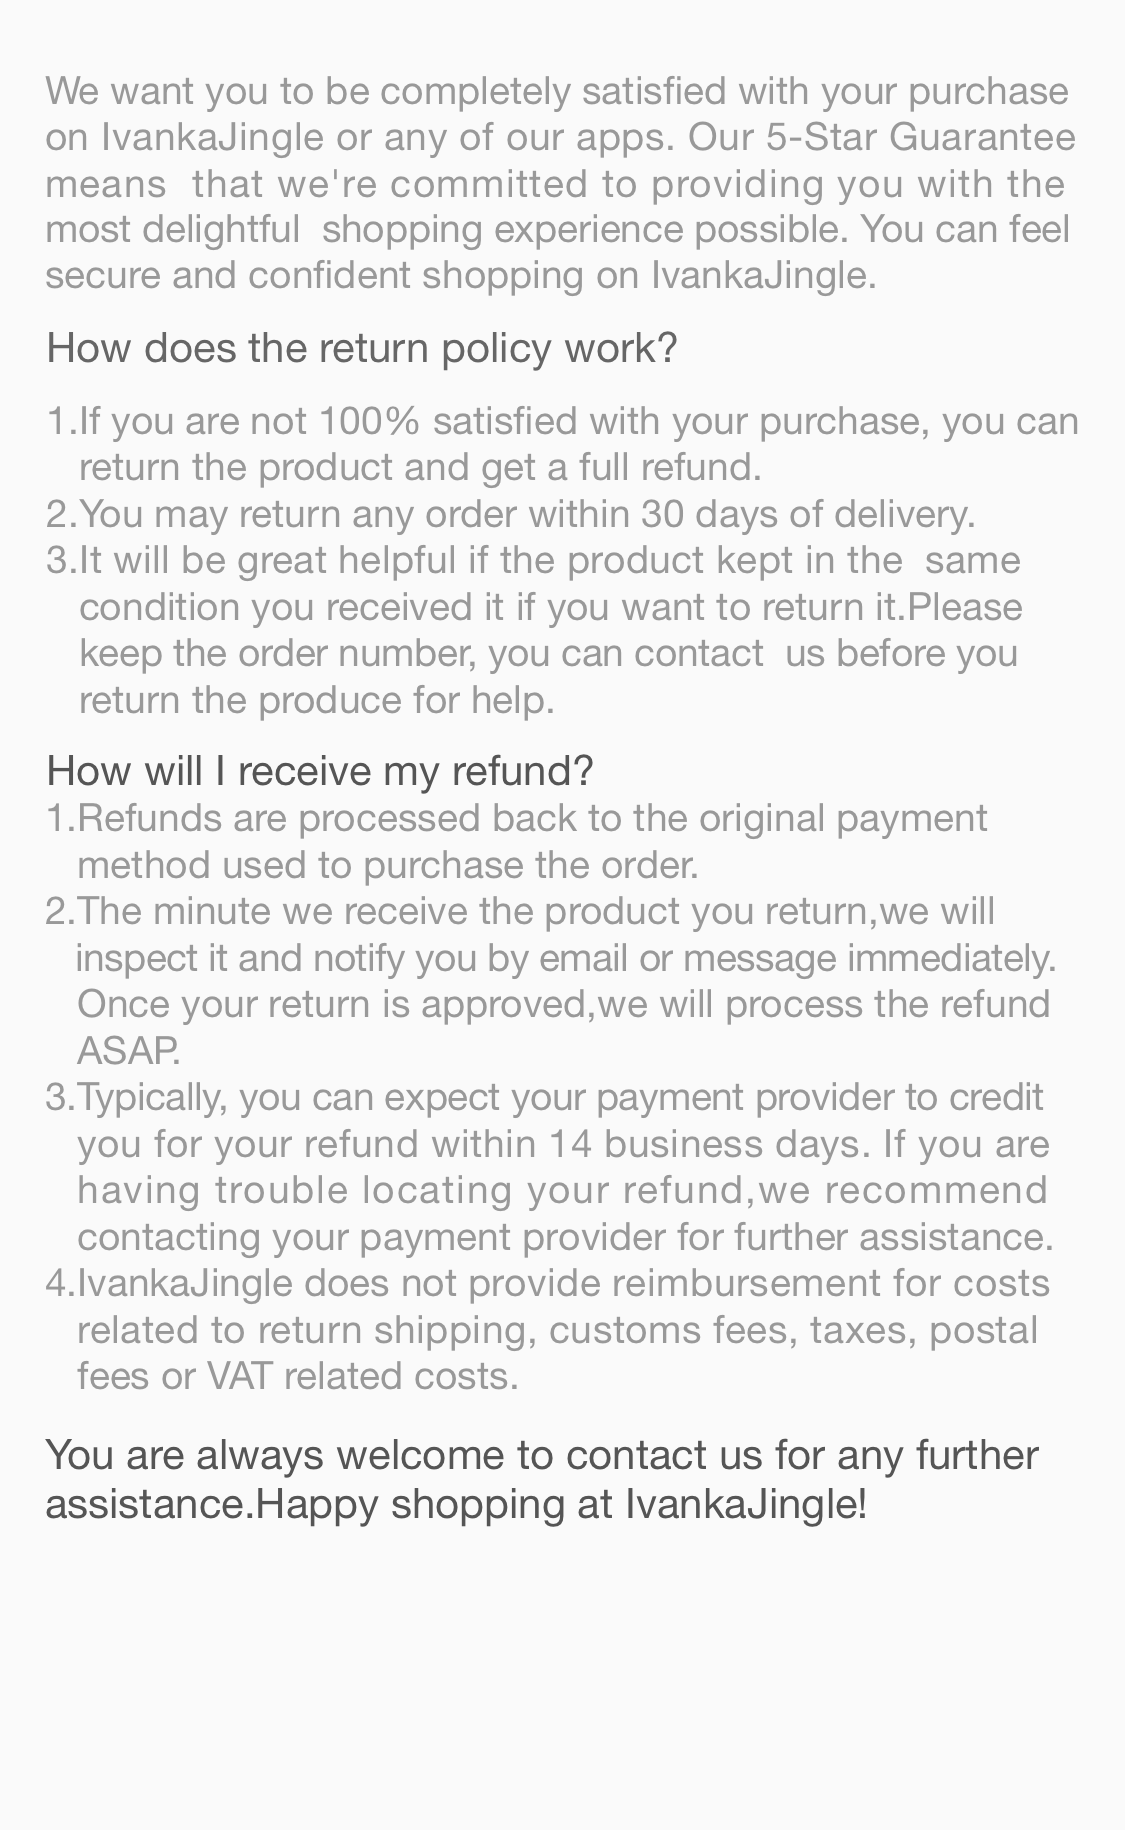 We want you to be completely satisfied with your purchase
on IvankaJingle or any of our apps. Our 5-Star Guarantee
means  that we're committed to providing you with the
most delightful  shopping experience possible. You can feel
secure and confident shopping on IvankaJingle.
How does the return policy work?
1.If you are not 100% satisfied with your purchase, you can
return the product and get a full refund.
2.You may return any order within 30 days of delivery.
3.It will be great helpful if the product kept in the  same
condition you received it if you want to return it.Please
keep the order number, you can contact  us before you
return the produce for help.
How will I receive my refund?
1.Refunds are processed back to the original payment
method used to purchase the order.
2.The minute we receive the product you return,we will
inspect it and notify you by email or message immediately.
Once your return is approved,we will process the refund
ASAP.
3.Typically, you can expect your payment provider to credit
you for your refund within 14 business days. If you are
having trouble locating your refund,we recommend
contacting your payment provider for further assistance.
4.IvankaJingle does not provide reimbursement for costs
related to return shipping, customs fees, taxes, postal
fees or VAT related costs.
You are always welcome to contact us for any further
assistance.Happy shopping at IvankaJingle!